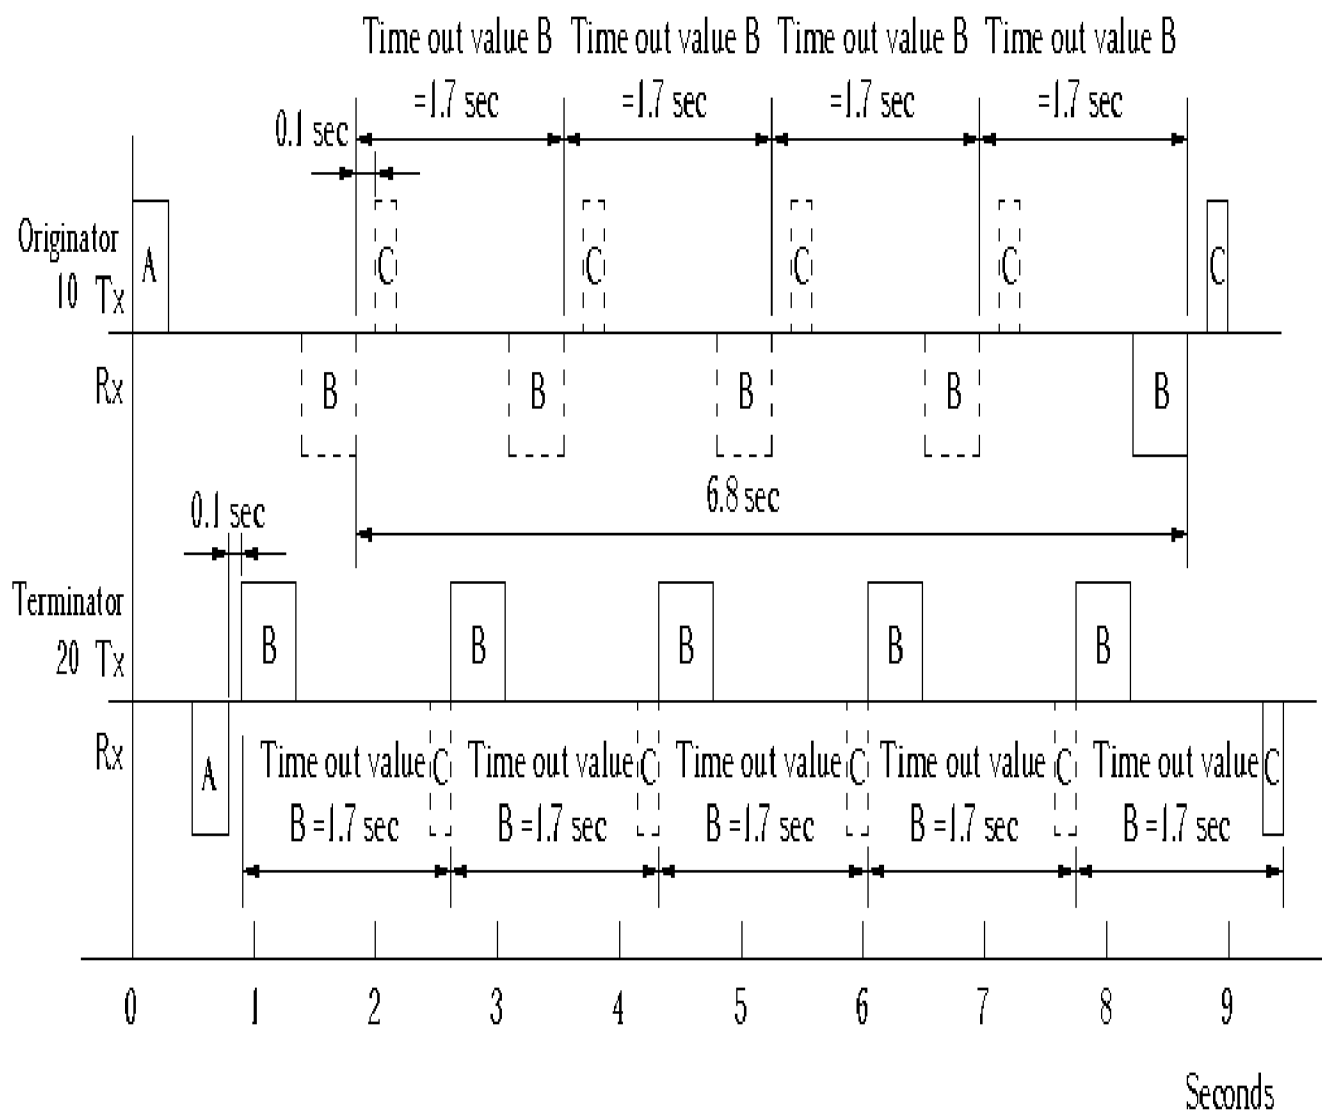 Time out value B Time out value B Time out value B Time out value B
=1.7 sec =1.7 sec =1.7 sec =1.7 sec
0.1 sec
Originator
10 Tx
A C C C C C
Rx
B B B B B
6.8 sec
0.1 sec
Terminator
20 Tx
B B B B B
Rx
A
Time out value C Time out value C Time out value C Time out value C Time out value C
B =1.7 sec B =1.7 sec B =1.7 sec B =1.7 sec B =1.7 sec
0 1 2 3 4 5 6 7 8 9
Seconds